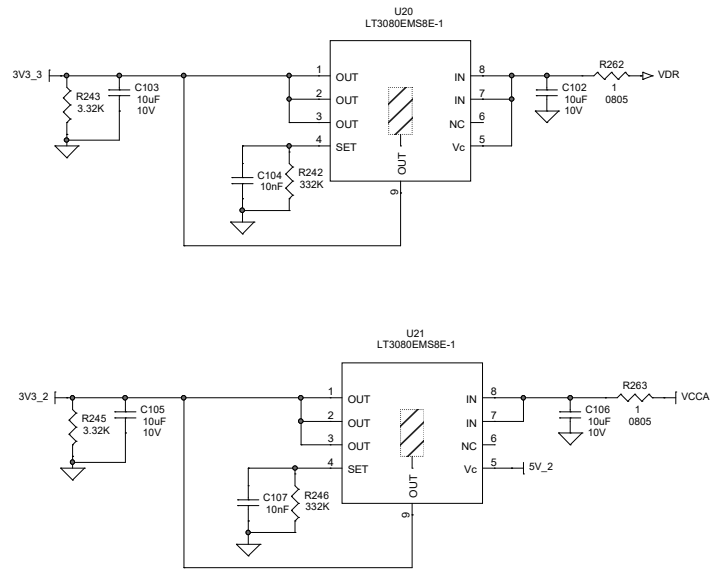 U20
LT3080EMS8E-1
3V3_3
R243
3.32K
C103
10uF
10V
1
OUT
2
OUT
3
OUT
4
SET
OUT
9
IN
8
IN
7
NC
6
Vc
5
C104
10nF
R242
332K
C102
10uF
10V
R262
1
0805
VDR
U21
LT3080EMS8E-1
3V3_2
R245
3.32K
C105
10uF
10V
1
OUT
2
OUT
3
OUT
4
SET
OUT
9
IN
8
IN
7
NC
6
Vc
5
5V_2
C107
10nF
R246
332K
C106
10uF
10V
R263
1
0805
VCCA